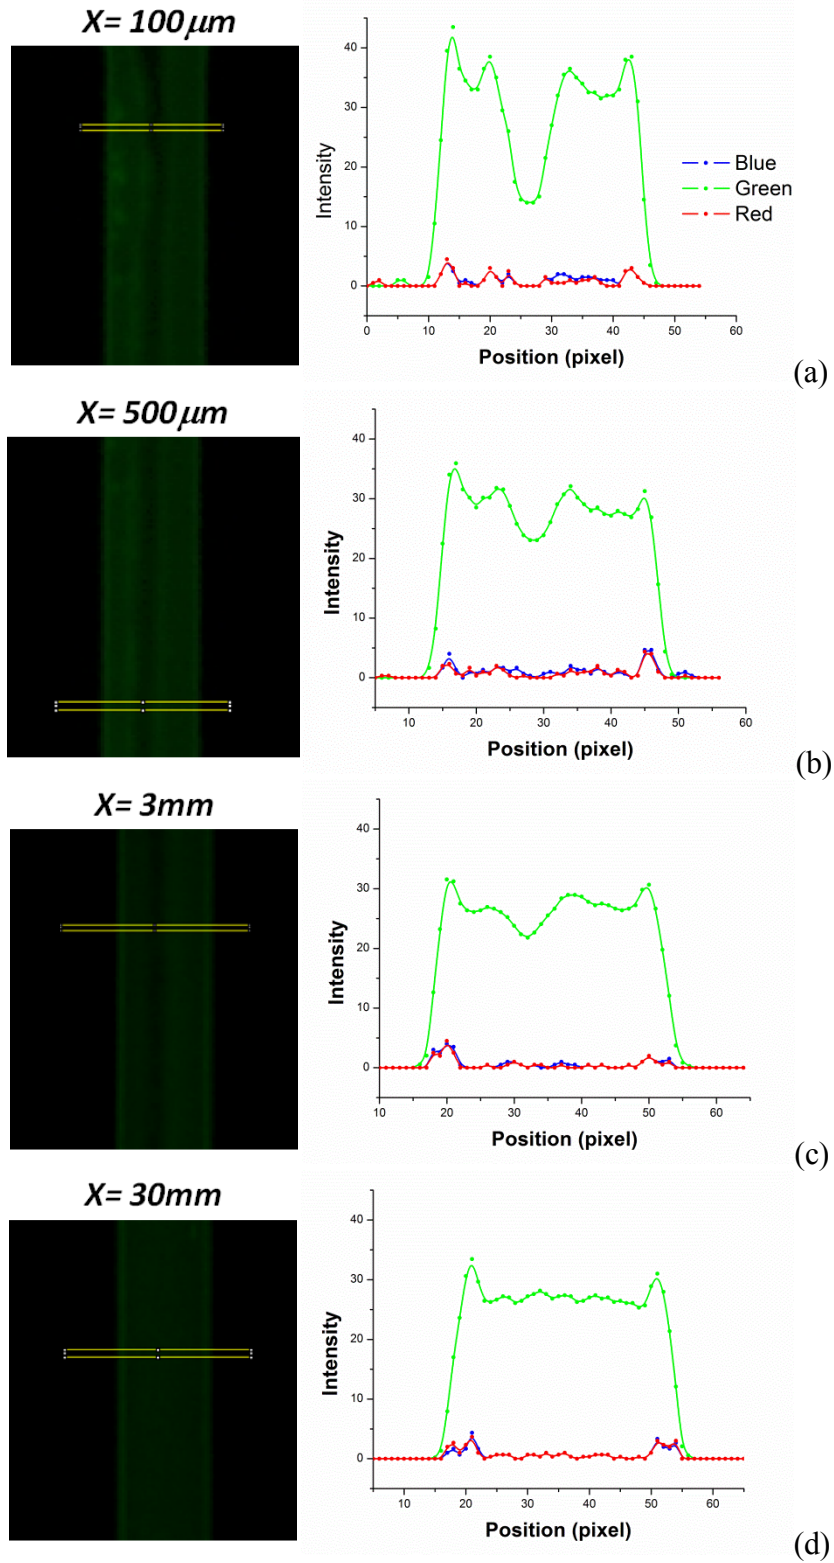 X= 100μm
40
30
20
10
0
0 10 20 30 40 50 60
Intensity
Position (pixel)
Blue
Green
Red
(a)
X= 500μm
40
30
20
10
0
10 20 30 40 50 60
Intensity
Position (pixel)
(b)
X= 3mm
40
30
20
10
0
10 20 30 40 50 60
Intensity
Position (pixel)
(c)
X= 30mm
40
30
20
10
0
10 20 30 40 50 60
Intensity
Position (pixel)
(d)